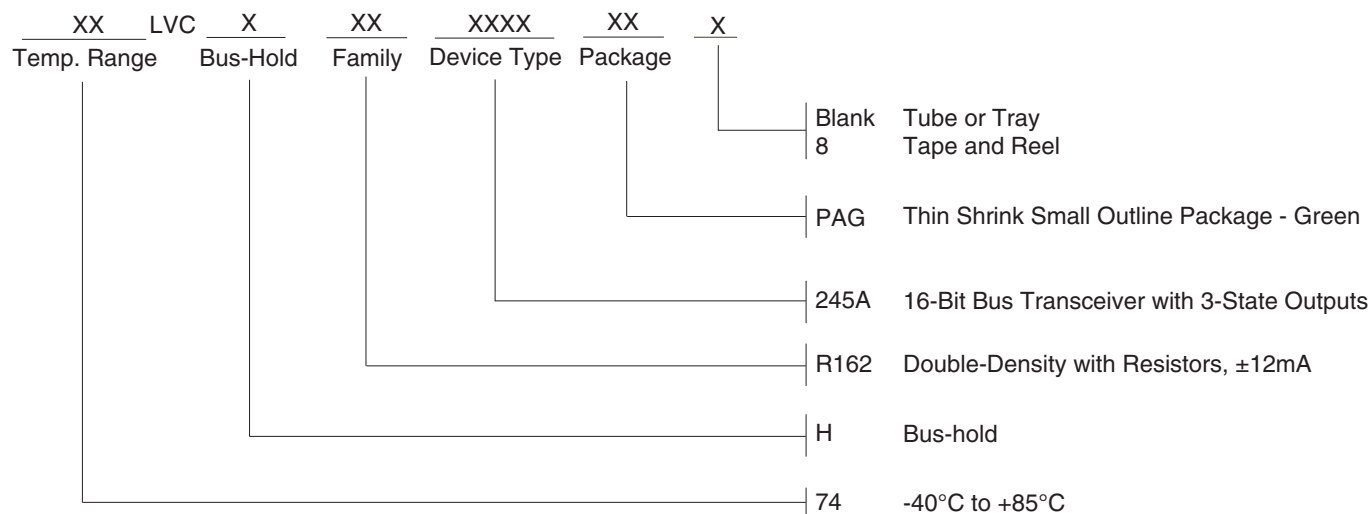 XX LVC X XX XXXX XX X
Temp. Range Bus-Hold Family Device Type Package
Blank Tube or Tray
8 Tape and Reel
PAG Thin Shrink Small Outline Package - Green
245A 16-Bit Bus Transceiver with 3-State Outputs
R162 Double-Density with Resistors, ±12mA
H Bus-hold
74 -40°C to +85°C